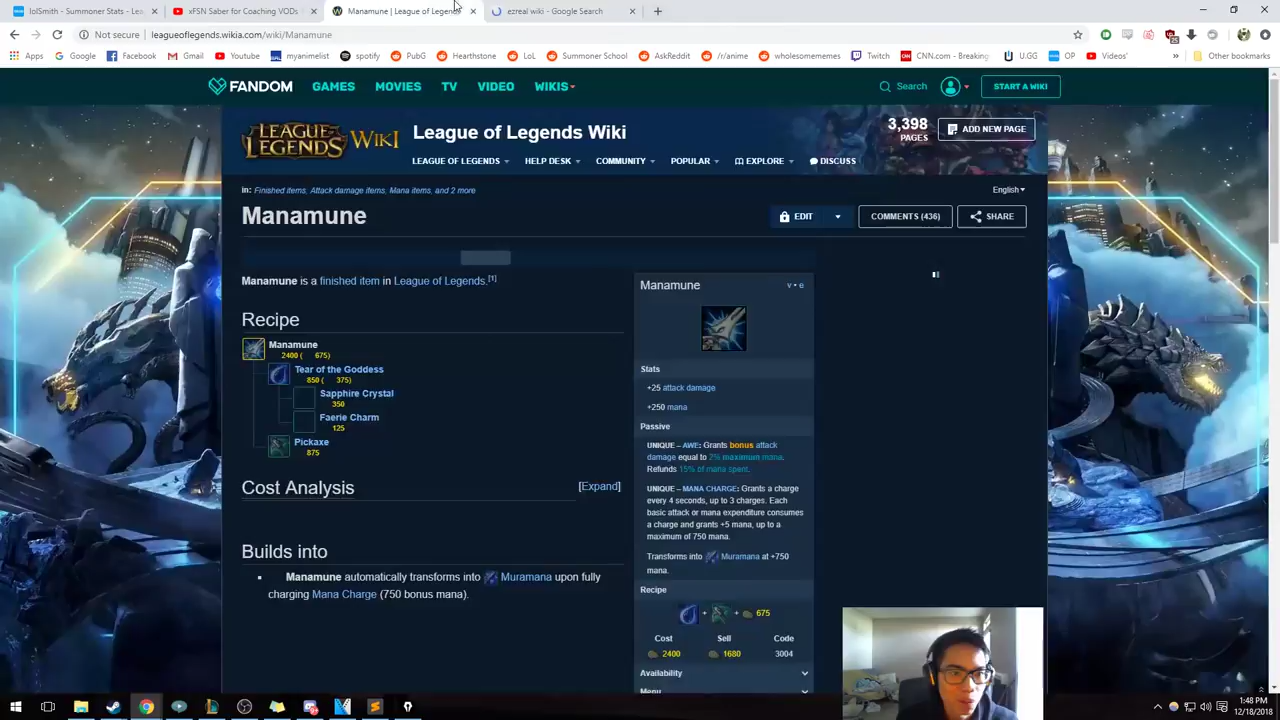 lolSmith - Summoner Stats - Lea
xFSN Saber for Coaching VODs
Manamune | League of Legends
ezreal wiki - Google Search
Not secure | leagueoflegends.wikia.com/wiki/Manamune
Apps
Google
Facebook
Gmail
YouTube
myanimelist
spotify
PubG
Hearthstone
LoL
Summoner School
AskReddit
/r/anime
wholesomememes
Twitch
CNN.com - Breaking
U.GG
OP
Videos'
»
Other bookmarks
FANDOM
GAMES
MOVIES
TV
VIDEO
WIKIS
Search
START A WIKI
LEAGUE OF LEGENDS WIKI
League of Legends Wiki
3,398
PAGES
ADD NEW PAGE
LEAGUE OF LEGENDS
HELP DESK
COMMUNITY
POPULAR
EXPLORE
DISCUSS
in: Finished items, Attack damage items, Mana items, and 2 more
English
Manamune
EDIT
COMMENTS (436)
SHARE
Manamune is a finished item in League of Legends.[1]
Recipe
Manamune
2400 ( 675)
Tear of the Goddess
850 ( 375)
Sapphire Crystal
350
Faerie Charm
125
Pickaxe
875
Cost Analysis
[Expand]
Builds into
Manamune automatically transforms into Muramana upon fully
charging Mana Charge (750 bonus mana).
Manamune
v • e
Stats
+25 attack damage
+250 mana
Passive
UNIQUE – AWE: Grants bonus attack
damage equal to 2% maximum mana.
Refunds 15% of mana spent.
UNIQUE – MANA CHARGE: Grants a charge
every 4 seconds, up to 3 charges. Each
basic attack or mana expenditure consumes
a charge and grants +5 mana, up to a
maximum of 750 mana.
Transforms into Muramana at +750
mana.
Recipe
+ + 675
Cost
Sell
Code
2400
1680
3004
Availability
Menu
1:48 PM
12/18/2018